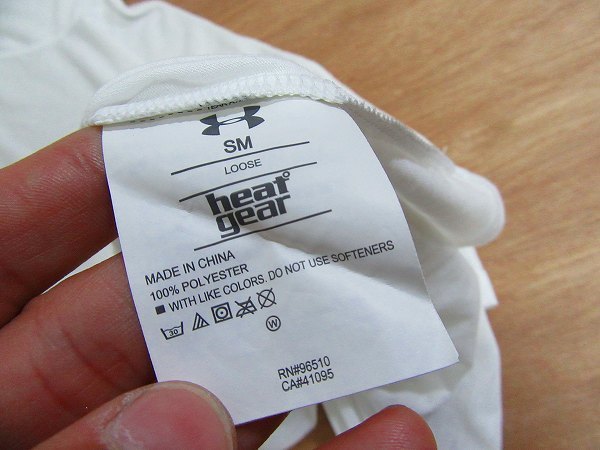 SM
LOOSE
heat
gear
MADE IN CHINA
100% POLYESTER
■ WITH LIKE COLORS, DO NOT USE SOFTENERS
30
W
RN#96510
CA#41095